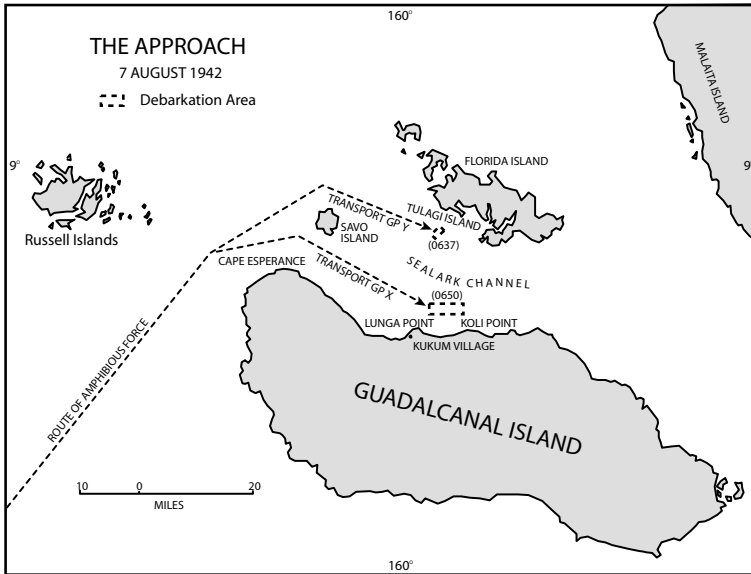 160°
THE APPROACH
7 AUGUST 1942
Debarkation Area
MALAITA ISLAND
9°
9°
FLORIDA ISLAND
TRANSPORT GP Y
TULAGI ISLAND
SAVO
ISLAND
(0637)
Russell Islands
CAPE ESPERANCE
SEALARK CHANNEL
TRANSPORT GP X
(0650)
LUNGA POINT
KOLI POINT
KUKUM VILLAGE
ROUTE OF AMPHIBIOUS FORCE
GUADALCANAL ISLAND
10 0 20
MILES
160°